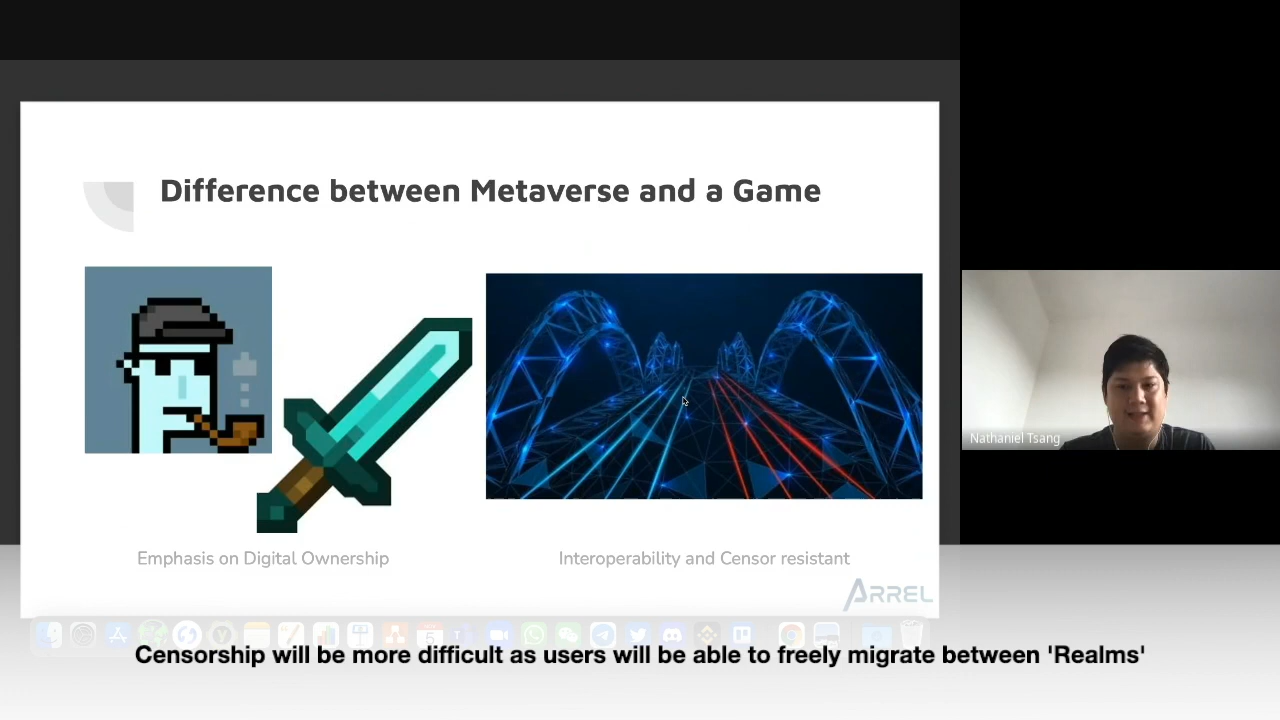 Difference between Metaverse and a Game
Emphasis on Digital Ownership
Interoperability and Censor resistant
ARREL
Nathaniel Tsang
5
Censorship will be more difficult as users will be able to freely migrate between 'Realms'